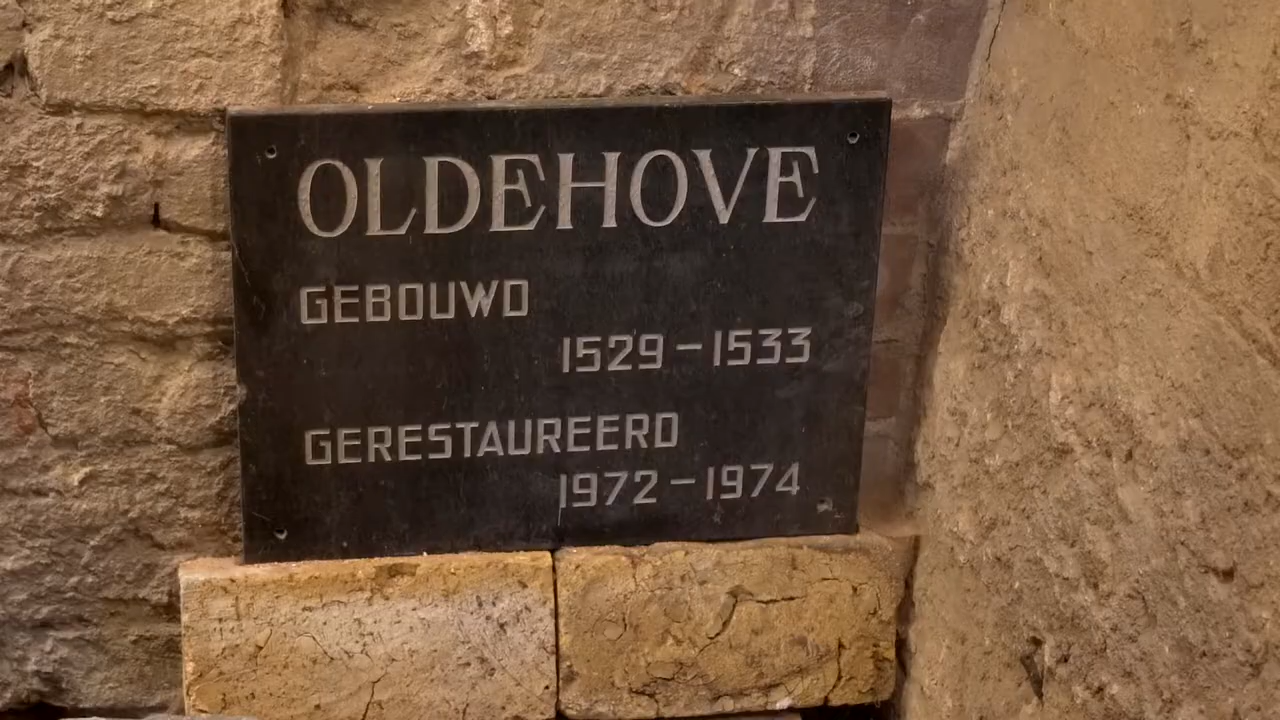 OLDEHOVE
GEBOUWD
1529 – 1533
GERESTAUREERD
1972 – 1974